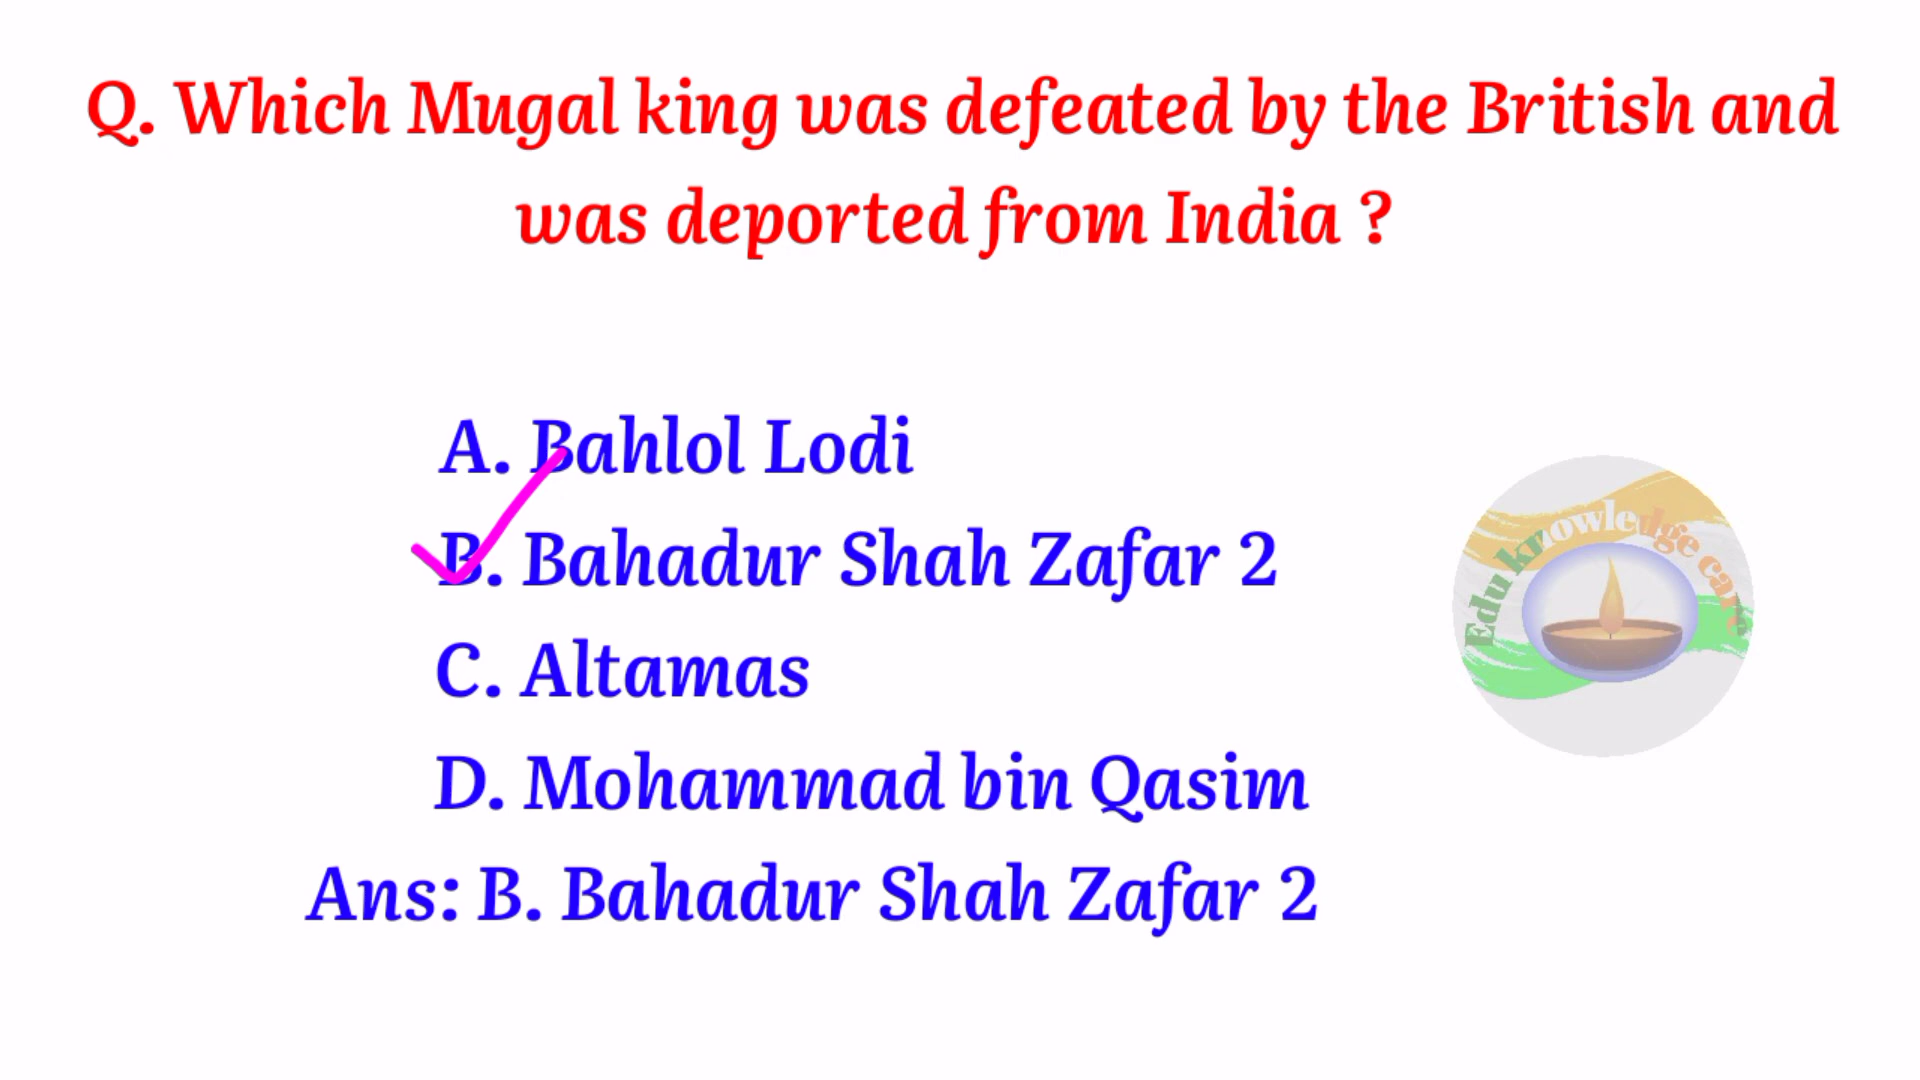 Q. Which Mugal king was defeated by the British and
was deported from India ?
A. Bahlol Lodi
B. Bahadur Shah Zafar 2
C. Altamas
D. Mohammad bin Qasim
Ans: B. Bahadur Shah Zafar 2
Edu knowledge care